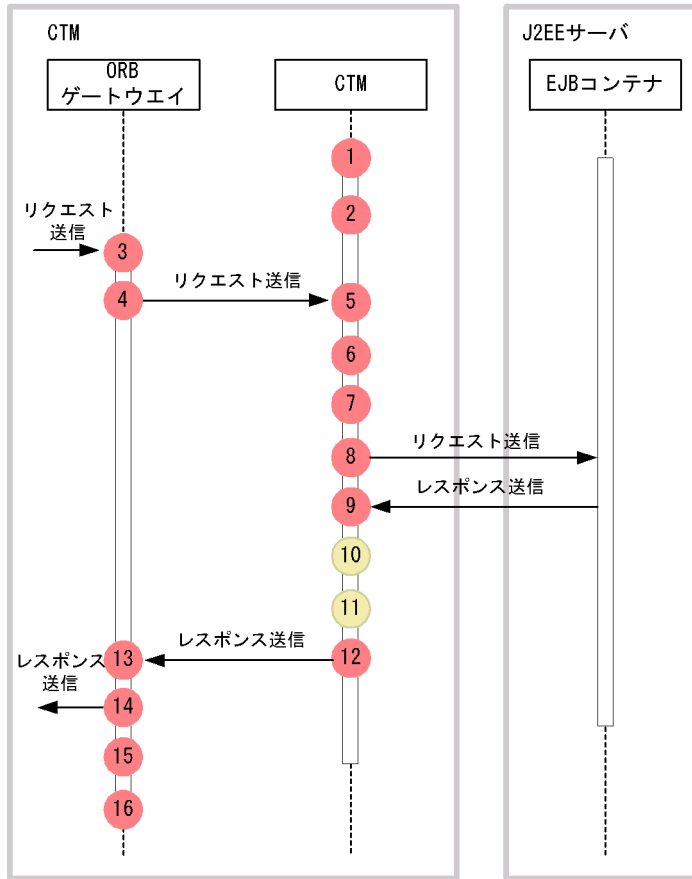 CTM
J2EEサーバ
ORB
ゲートウエイ
CTM
EJBコンテナ
1
2
リクエスト
送信
3
4
リクエスト送信
5
6
7
8
リクエスト送信
レスポンス送信
9
10
11
レスポンス送信
12
13
レスポンス
送信
14
15
16